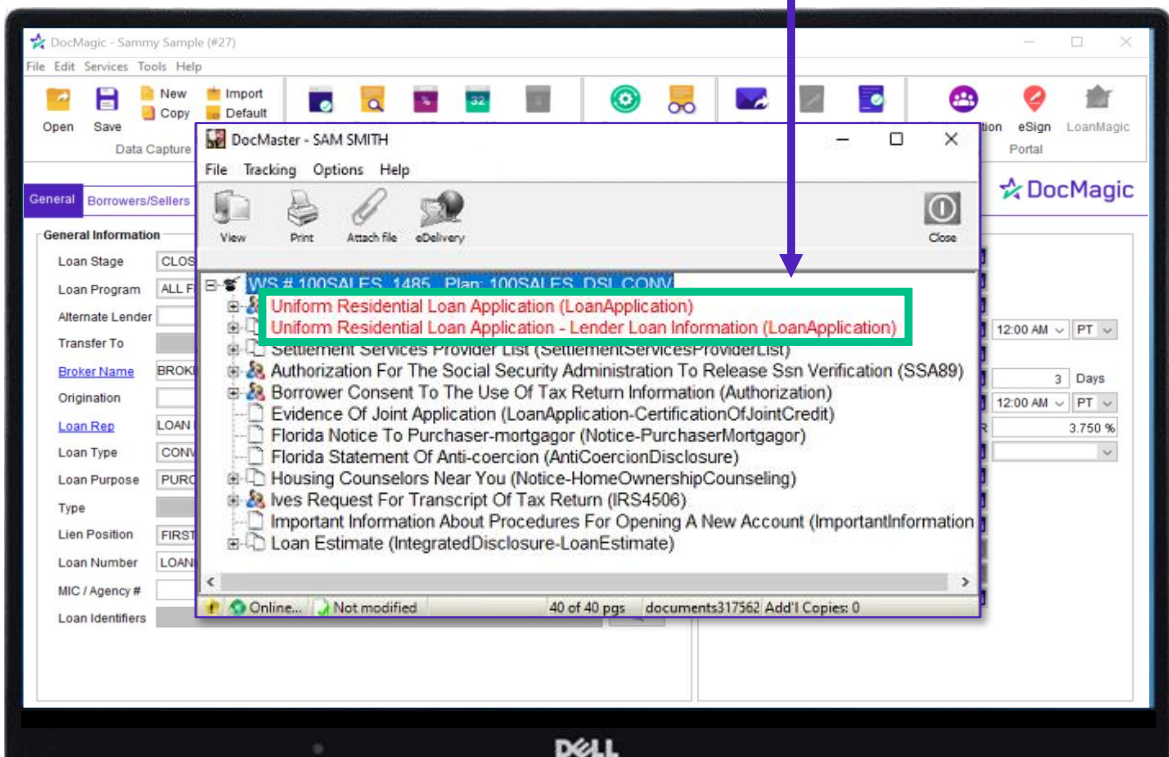 DocMagic - Sammy Sample (#27)
File Edit Services Tools Help
New
Import
Copy
Default
%
32
Open
Save
eSign
LoanMagic
Data Capture
Portal
DocMaster - SAM SMITH
File Tracking Options Help
View
Print
Attach file
eDelivery
Close
DocMagic
General
Borrowers/Sellers
General Information
Loan Stage
Loan Program
Alternate Lender
Transfer To
Broker Name
Origination
Loan Rep
Loan Type
Loan Purpose
Type
Lien Position
FIRST
Loan Number
LOAN
MIC / Agency #
Loan Identifiers
WS # 100SALES_1485, Plan: 100SALES, DSI, CONV
Uniform Residential Loan Application (LoanApplication)
Uniform Residential Loan Application - Lender Loan Information (LoanApplication)
Settlement Services Provider List (SettlementServicesProviderList)
Authorization For The Social Security Administration To Release Ssn Verification (SSA89)
Borrower Consent To The Use Of Tax Return Information (Authorization)
Evidence Of Joint Application (LoanApplication-CertificationOfJointCredit)
Florida Notice To Purchaser-mortgagor (Notice-PurchaserMortgagor)
Florida Statement Of Anti-coercion (AntiCoercionDisclosure)
Housing Counselors Near You (Notice-HomeOwnershipCounseling)
Ives Request For Transcript Of Tax Return (IRS4506)
Important Information About Procedures For Opening A New Account (ImportantInformation
Loan Estimate (IntegratedDisclosure-LoanEstimate)
12:00 AM PT
3 Days
12:00 AM PT
3.750 %
Online...
Not modified
40 of 40 pgs
documents317562
Add'l Copies: 0
DELL